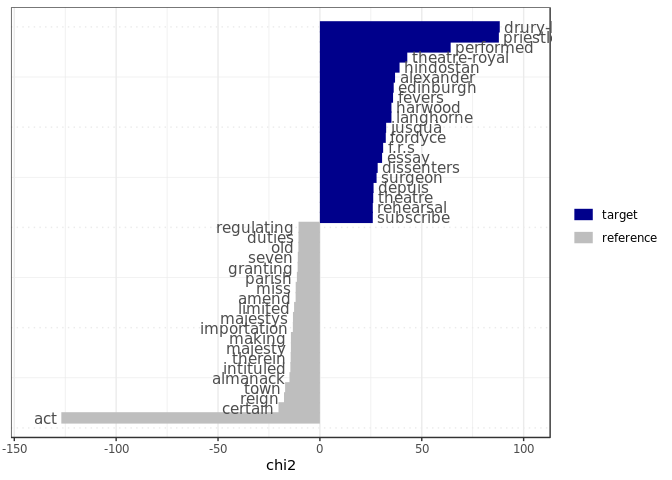 drury-l
priestl
performed
theatre-royal
hindostan
alexander
edinburgh
fevers
harwood
langhorne
jusqua
fordyce
f.r.s
essay
dissenters
surgeon
depuis
théatre
rehearsal
subscribe
regulating
duties
old
seven
granting
parish
miss
amend
limited
majestys
importation
making
majesty
therein
intituled
almanack
town
reign
certain
act
target
reference
-150 -100 -50 0 50 100
chi2